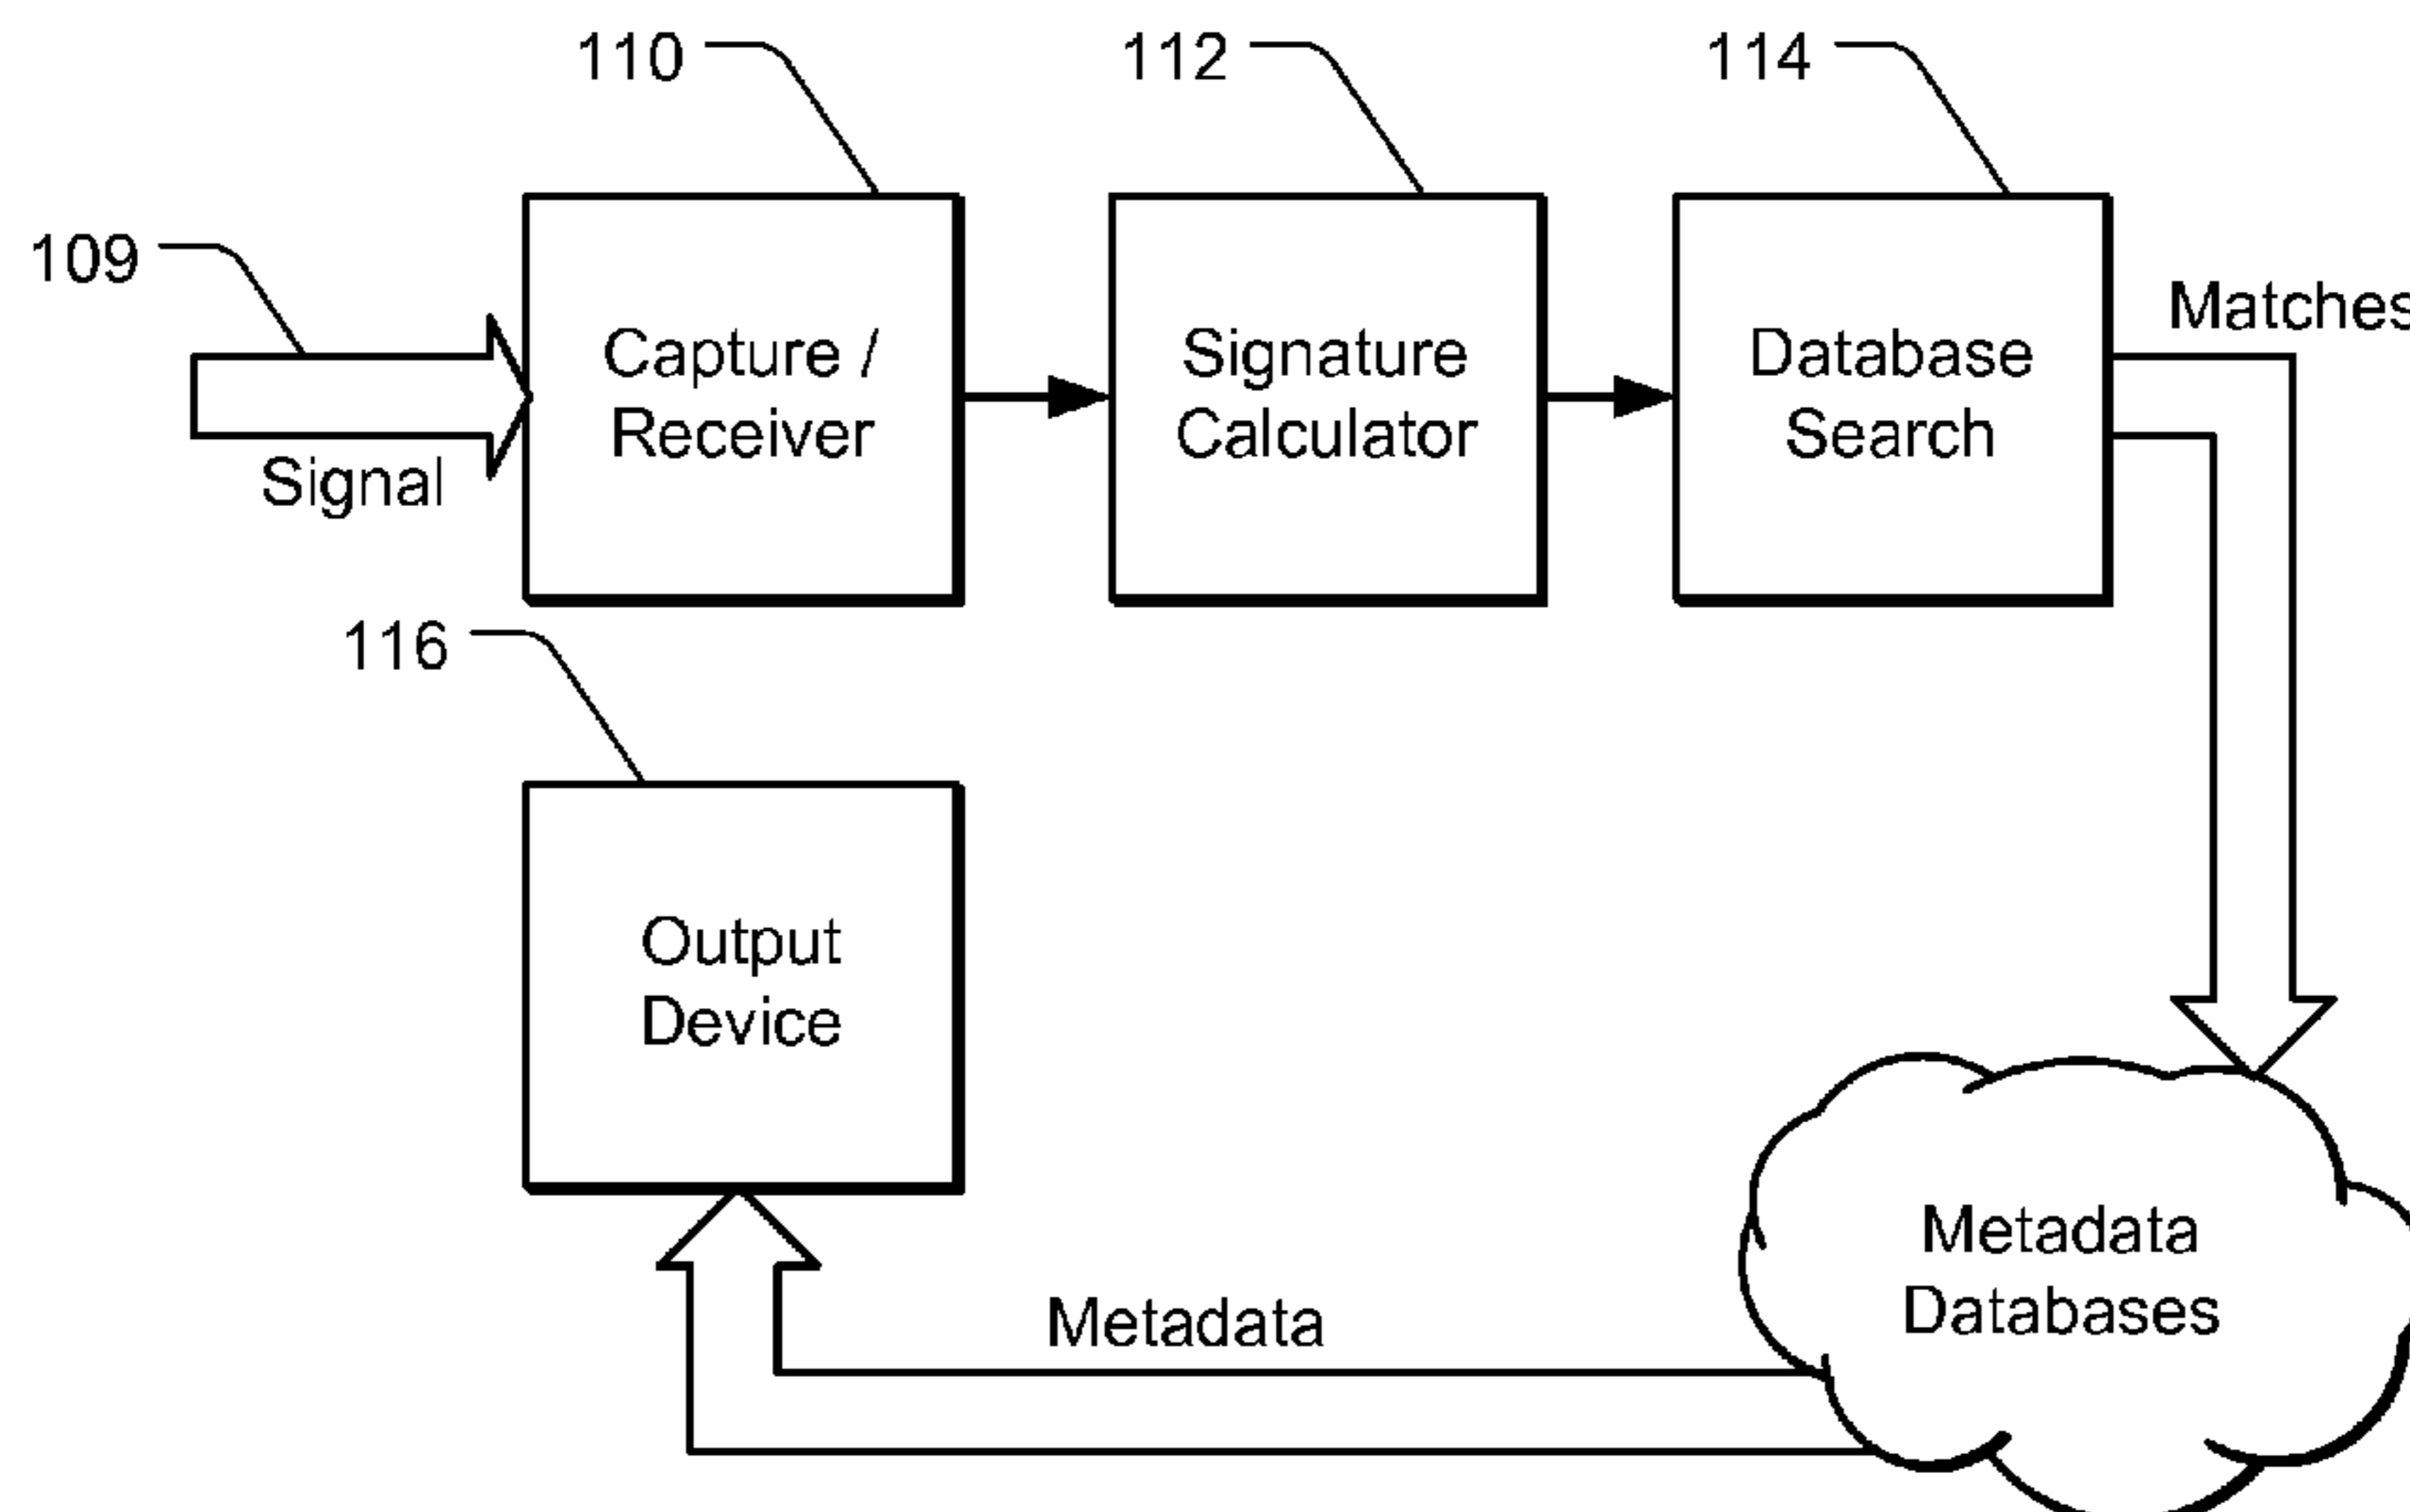 110
112
114
109
Matches
Capture /
Receiver
Signature
Calculator
Database
Search
Signal
116
Output
Device
Metadata
Databases
Metadata